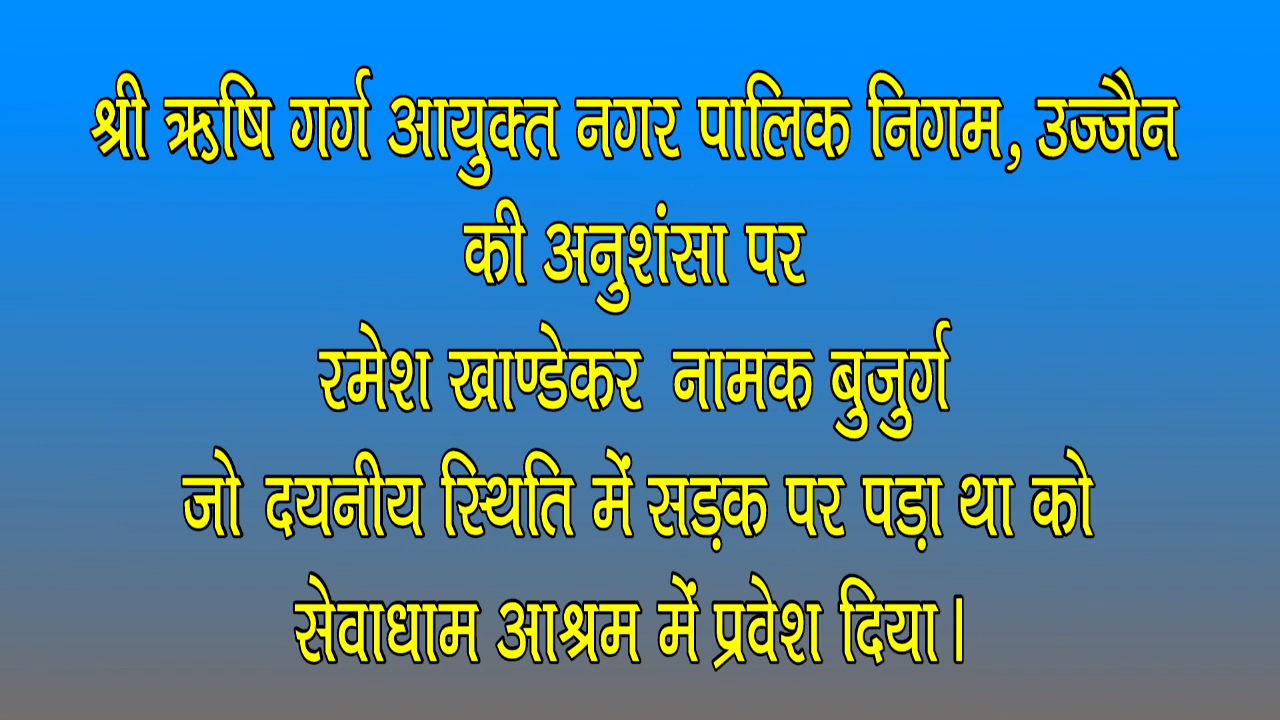 श्री ऋषि गर्ग आयुक्त नगर पालिक निगम, उज्जैन
की अनुशंसा पर
रमेश खाण्डेकर नामक बुजुर्ग
जो दयनीय स्थिति में सड़क पर पड़ा था को
सेवाधाम आश्रम में प्रवेश दिया।